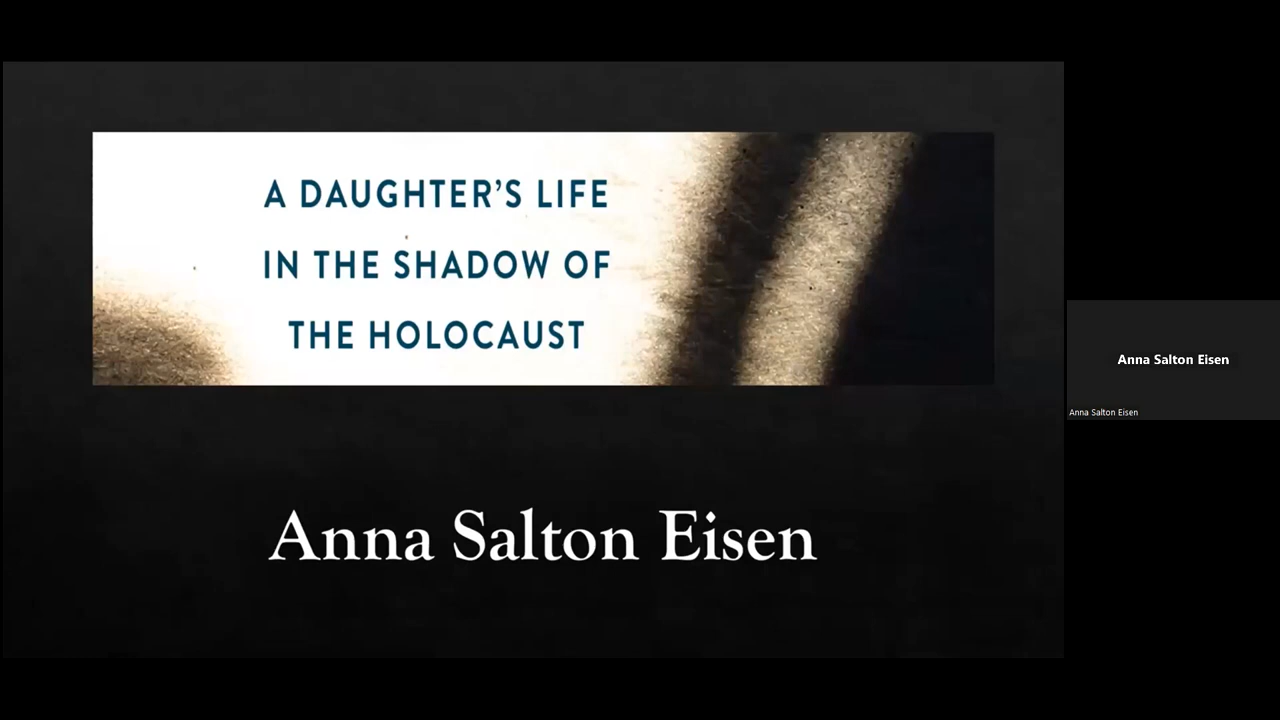 A DAUGHTER'S LIFE
IN THE SHADOW OF
THE HOLOCAUST
Anna Salton Eisen
Anna Salton Eisen
Anna Salton Eisen